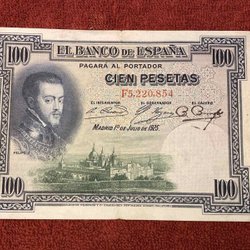 100 EL BANCO DE ESPAÑA 100
PAGARÁ AL PORTADOR
CIEN PESETAS
F5,220,854
EL INTERVENTOR EL GOBERNADOR EL CAJERO
MADRID 1º DE JULIO DE 1925.
100 100